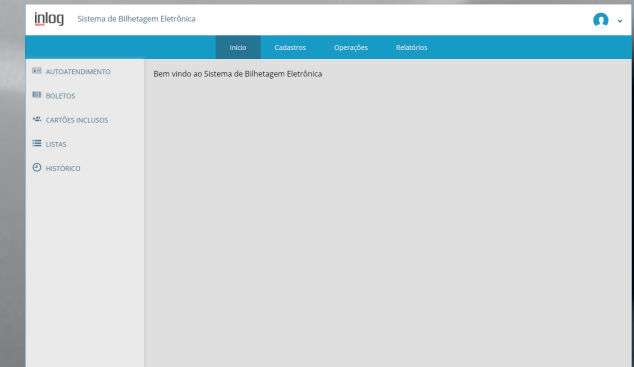 inlog Sistema de Bilhetagem Eletrônica
Início Cadastros Operações Relatórios
AUTOATENDIMENTO
Bem vindo ao Sistema de Bilhetagem Eletrônica
BOLETOS
CARTÕES INCLUSOS
LISTAS
HISTÓRICO